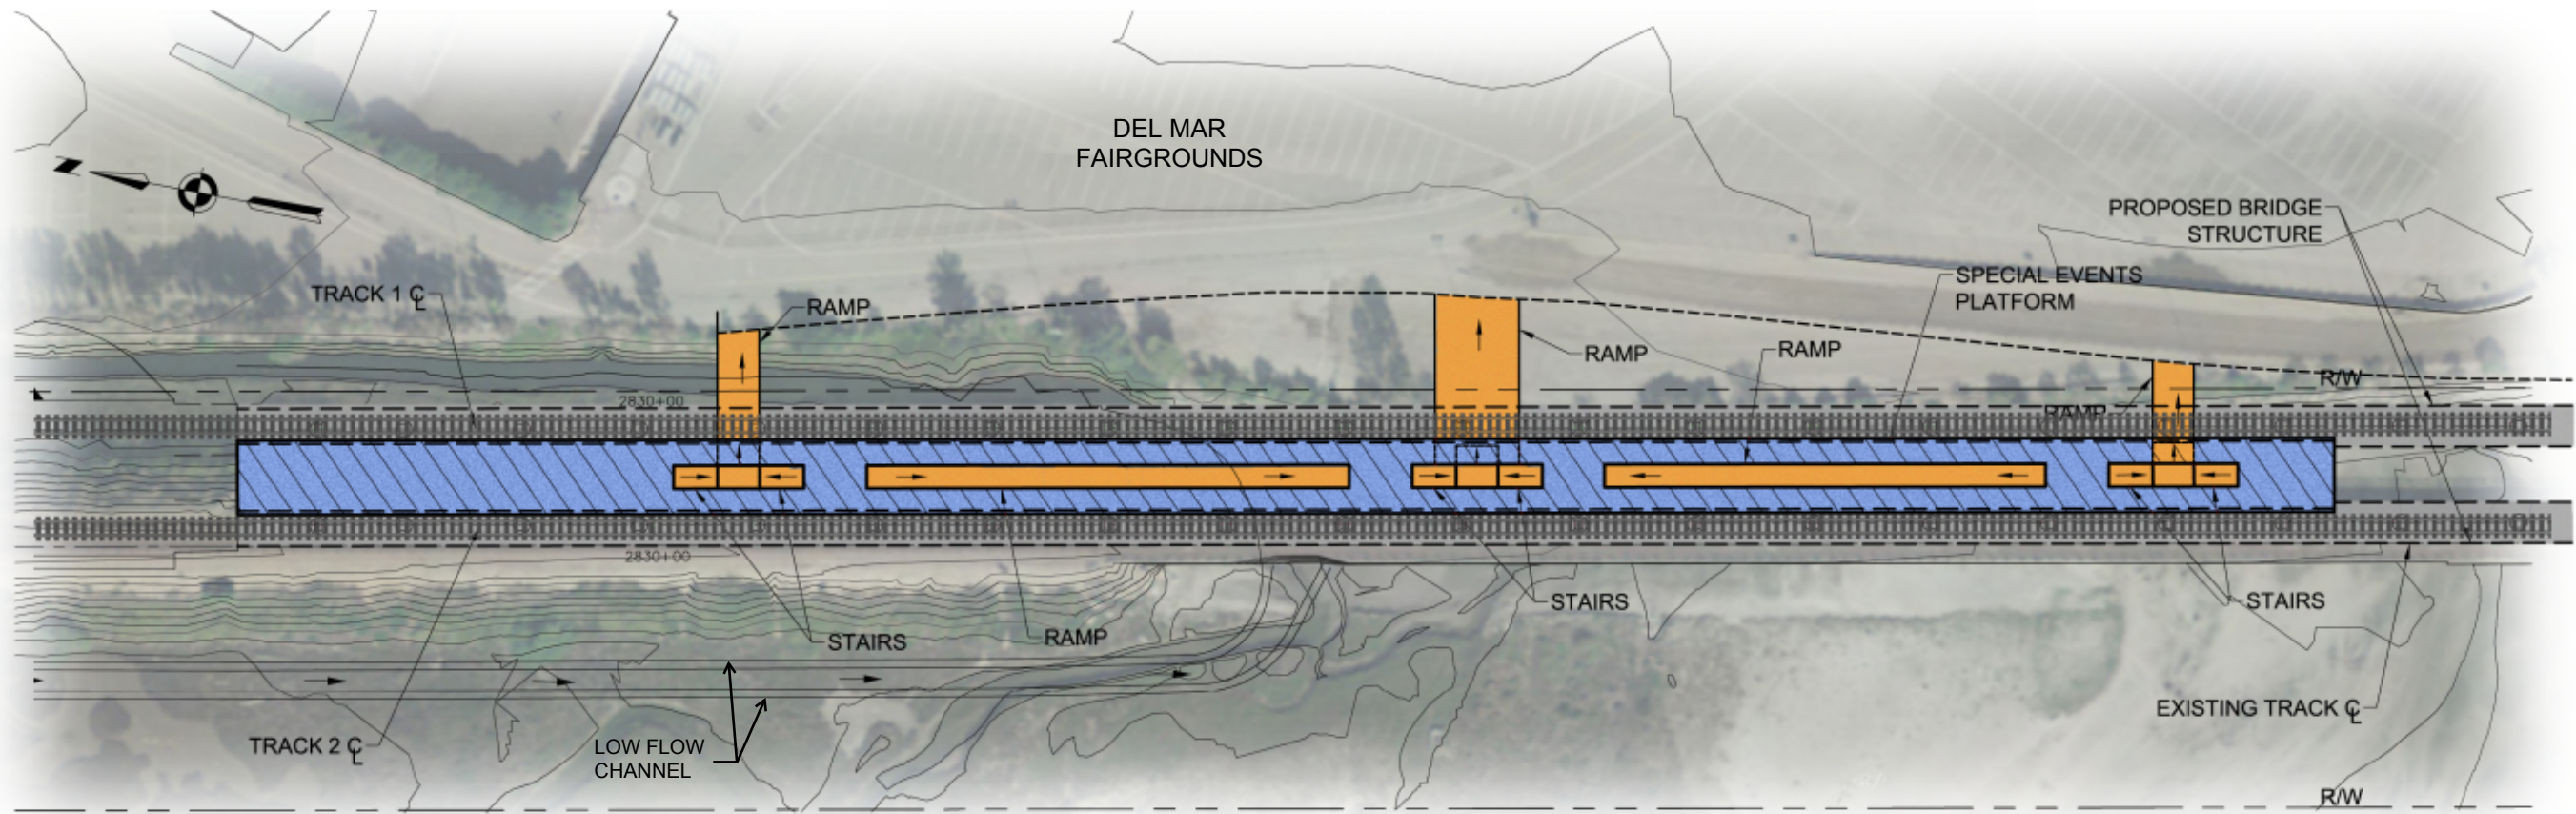 DEL MAR
FAIRGROUNDS
N
PROPOSED BRIDGE
STRUCTURE
SPECIAL EVENTS
PLATFORM
TRACK 1 ℄
RAMP
RAMP
RAMP
R/W
2830+00
RAMP
2830+00
STAIRS
STAIRS
STAIRS
RAMP
EXISTING TRACK ℄
TRACK 2 ℄
LOW FLOW
CHANNEL
R/W